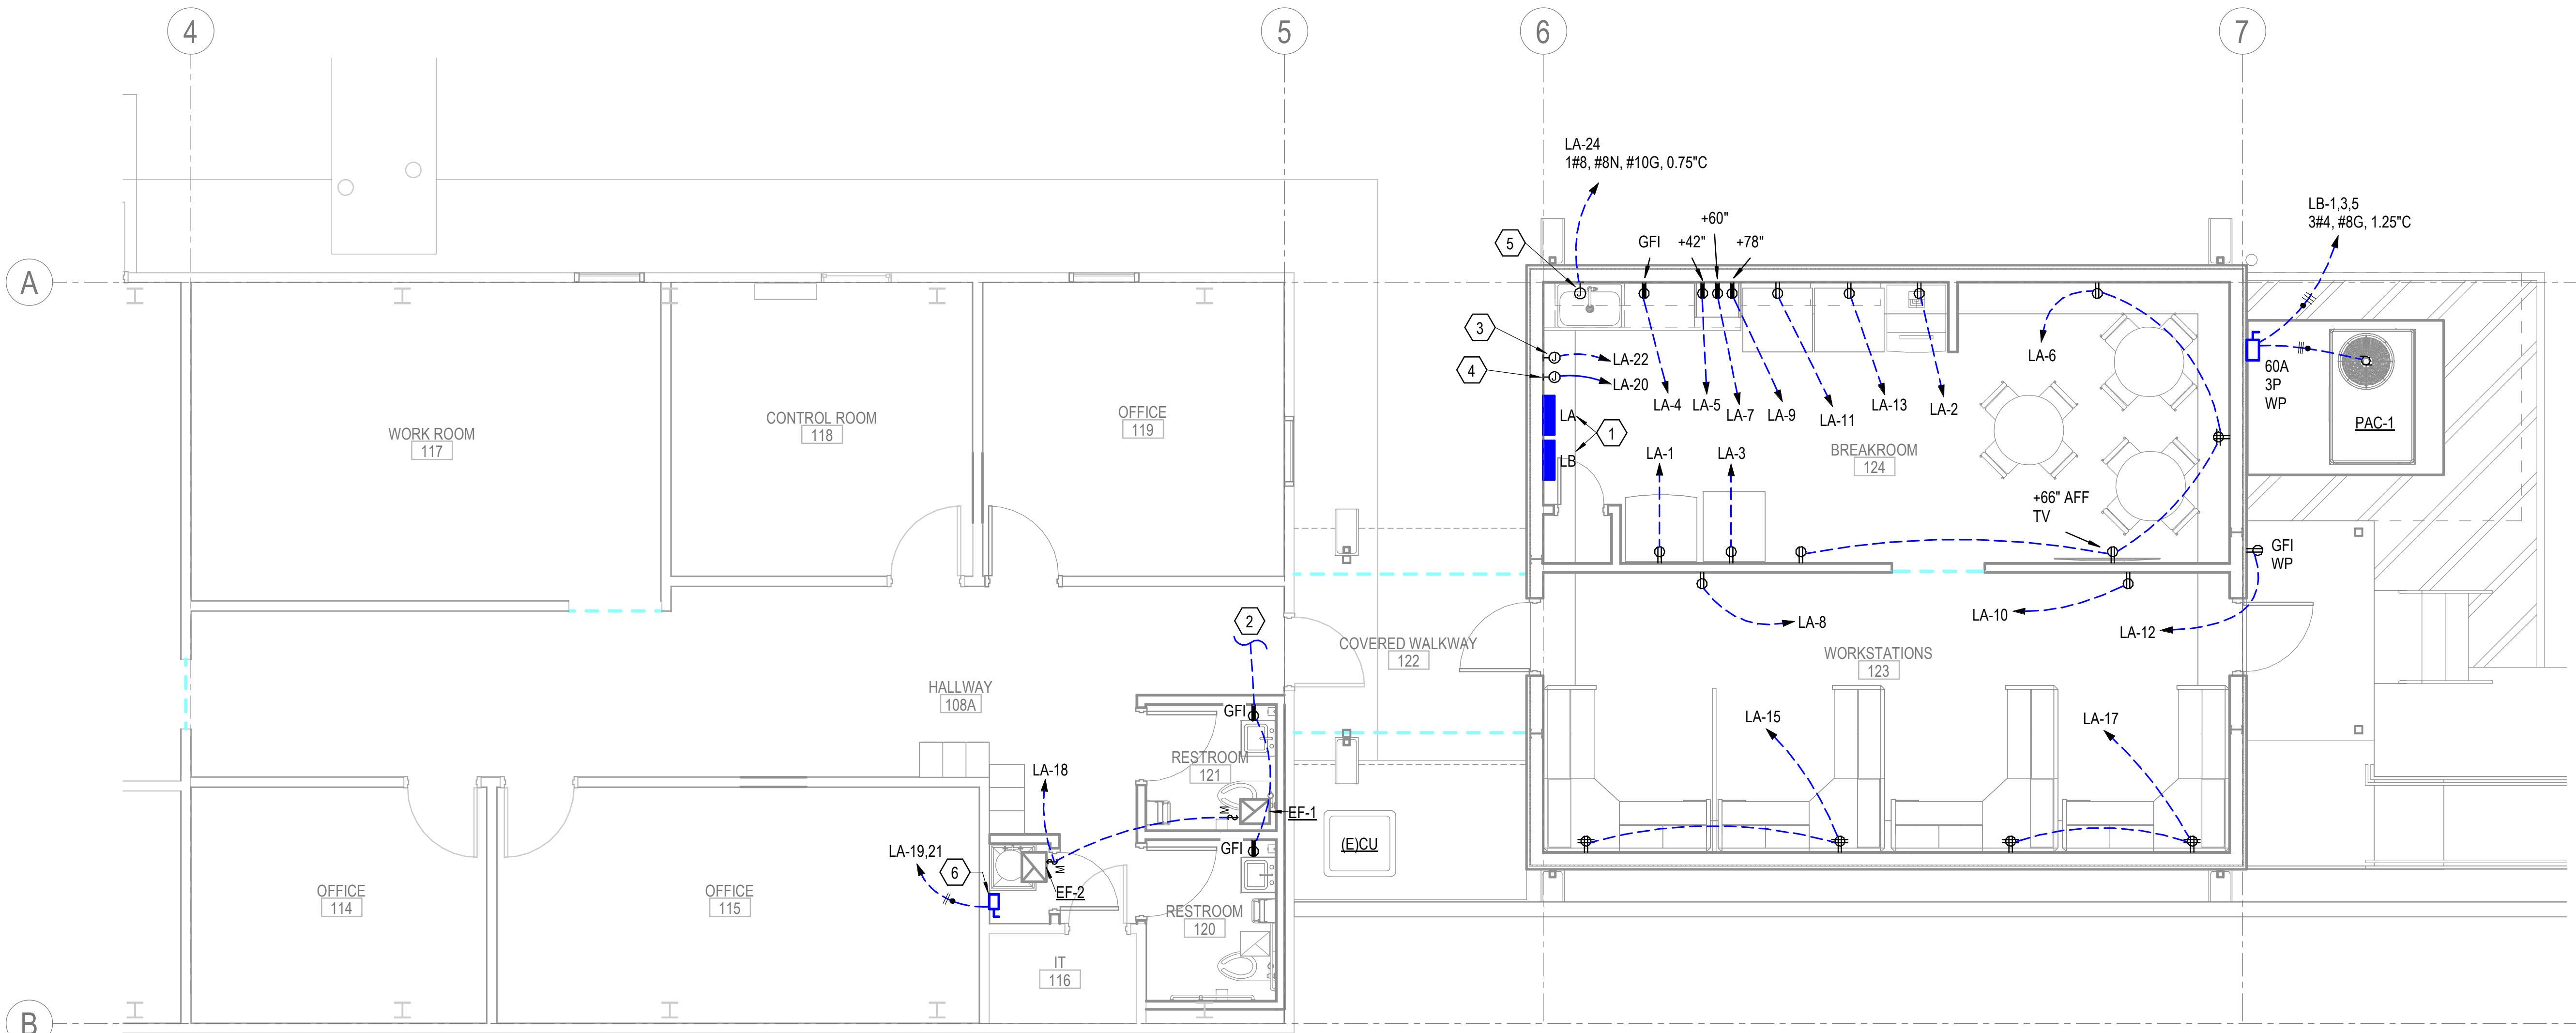 4
5
6
7
A
B
LA-24
1#8, #8N, #10G, 0.75"C
LB-1,3,5
3#4, #8G, 1.25"C
+60"
GFI
+42"
+78"
5
3
4
1
J
J
J
LA-22
LA-20
LA
LB
LA-4
LA-5
LA-7
LA-9
LA-11
LA-13
LA-2
LA-6
60A
3P
WP
PAC-1
WORK ROOM
117
CONTROL ROOM
118
OFFICE
119
BREAKROOM
124
LA-1
LA-3
+66" AFF
TV
GFI
WP
LA-8
LA-10
LA-12
2
COVERED WALKWAY
122
WORKSTATIONS
123
HALLWAY
108A
GFI
RESTROOM
121
LA-15
LA-17
LA-18
M
EF-1
GFI
(E)CU
LA-19,21
6
M
EF-2
OFFICE
114
OFFICE
115
RESTROOM
120
IT
116